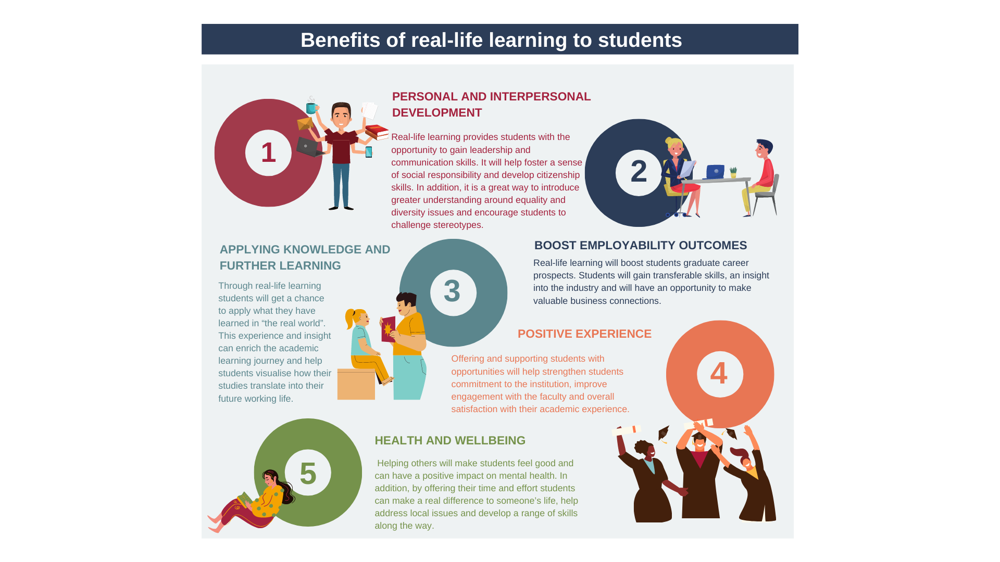 Benefits of real-life learning to students
1
PERSONAL AND INTERPERSONAL
DEVELOPMENT
Real-life learning provides students with the
opportunity to gain leadership and
communication skills. It will help foster a sense
of social responsibility and develop citizenship
skills. In addition, it is a great way to introduce
greater understanding around equality and
diversity issues and encourage students to
challenge stereotypes.
2
BOOST EMPLOYABILITY OUTCOMES
Real-life learning will boost students graduate career
prospects. Students will gain transferable skills, an insight
into the industry and will have an opportunity to make
valuable business connections.
APPLYING KNOWLEDGE AND
FURTHER LEARNING
Through real-life learning
students will get a chance
to apply what they have
learned in “the real world”.
This experience and insight
can enrich the academic
learning journey and help
students visualise how their
studies translate into their
future working life.
3
POSITIVE EXPERIENCE
Offering and supporting students with
opportunities will help strengthen students
commitment to the institution, improve
engagement with the faculty and overall
satisfaction with their academic experience.
4
5
HEALTH AND WELLBEING
Helping others will make students feel good and
can have a positive impact on mental health. In
addition, by offering their time and effort students
can make a real difference to someone’s life, help
address local issues and develop a range of skills
along the way.